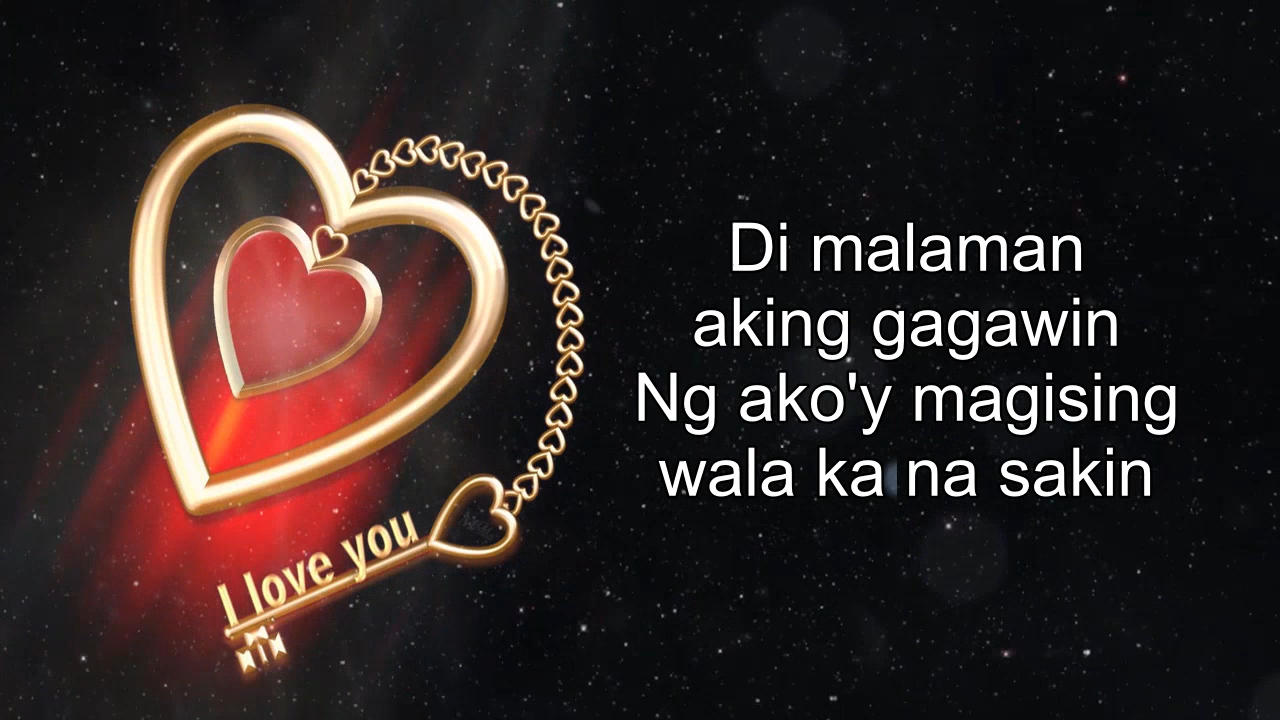 I love you
Di malaman
aking gagawin
Ng ako'y magising
wala ka na sakin